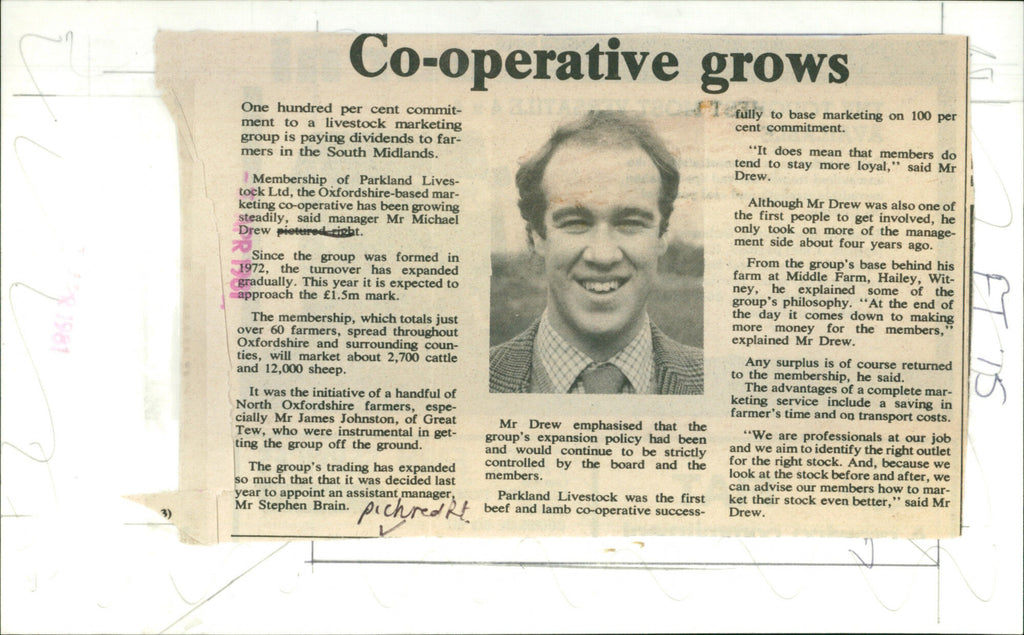 Co-operative grows
One hundred per cent commit-
ment to a livestock marketing
group is paying dividends to far-
mers in the South Midlands.
Membership of Parkland Lives-
tock Ltd, the Oxfordshire-based mar-
keting co-operative has been growing
steadily, said manager Mr Michael
Drew pictured right.
Since the group was formed in
1972, the turnover has expanded
gradually. This year it is expected to
approach the £1.5m mark.
The membership, which totals just
over 60 farmers, spread throughout
Oxfordshire and surrounding coun-
ties, will market about 2,700 cattle
and 12,000 sheep.
It was the initiative of a handful of
North Oxfordshire farmers, espe-
cially Mr James Johnston, of Great
Tew, who were instrumental in get-
ting the group off the ground.
The group's trading has expanded
so much that that it was decided last
year to appoint an assistant manager,
Mr Stephen Brain.
pictured Rt
Mr Drew emphasised that the
group's expansion policy had been
and would continue to be strictly
controlled by the board and the
members.
Parkland Livestock was the first
beef and lamb co-operative success-
fully to base marketing on 100 per
cent commitment.
"It does mean that members do
tend to stay more loyal," said Mr
Drew.
Although Mr Drew was also one of
the first people to get involved, he
only took on more of the manage-
ment side about four years ago.
From the group's base behind his
farm at Middle Farm, Hailey, Wit-
ney, he explained some of the
group's philosophy. "At the end of
the day it comes down to making
more money for the members,"
explained Mr Drew.
Any surplus is of course returned
to the membership, he said.
The advantages of a complete mar-
keting service include a saving in
farmer's time and on transport costs.
"We are professionals at our job
and we aim to identify the right outlet
for the right stock. And, because we
look at the stock before and after, we
can advise our members how to mar-
ket their stock even better," said Mr
Drew.
3)
APR 1981
1981